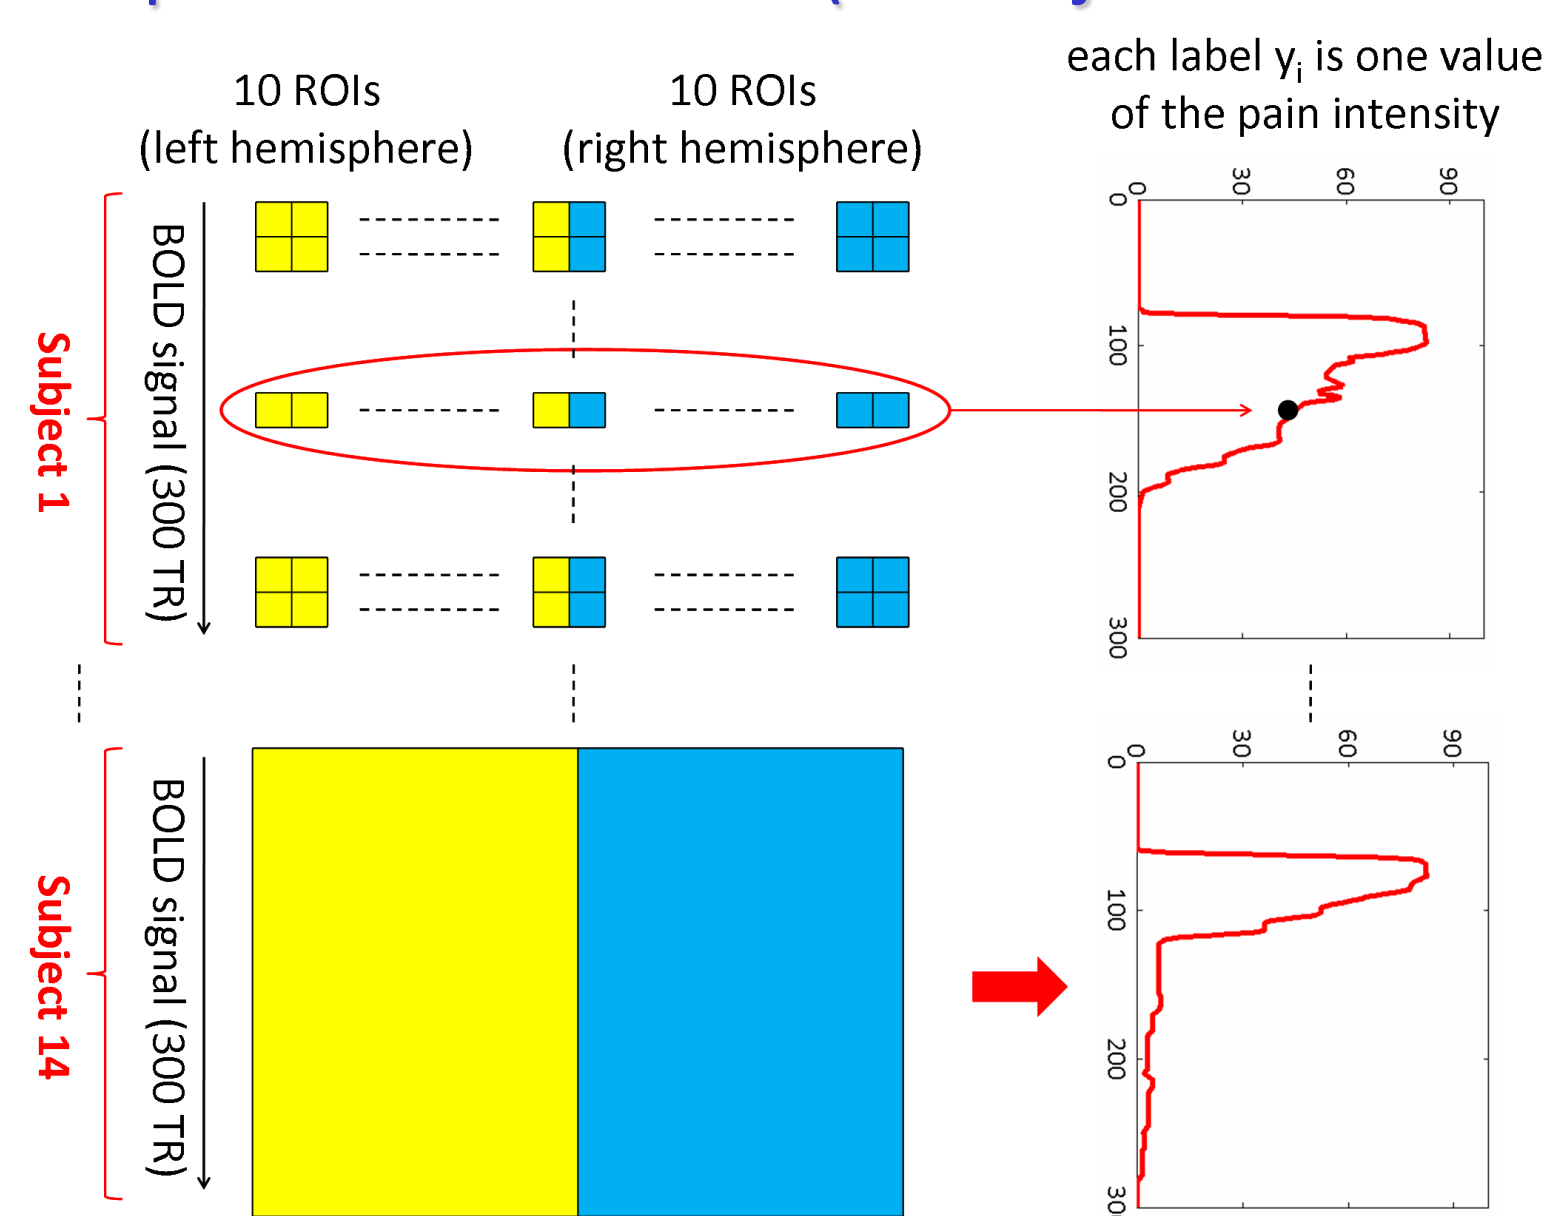 10 ROIs
(left hemisphere)
10 ROIs
(right hemisphere)
each label yi is one value
of the pain intensity
Subject 1
BOLD signal (300 TR)
0 30 60 90
0
100
200
300
Subject 14
BOLD signal (300 TR)
0 30 60 90
0
100
200